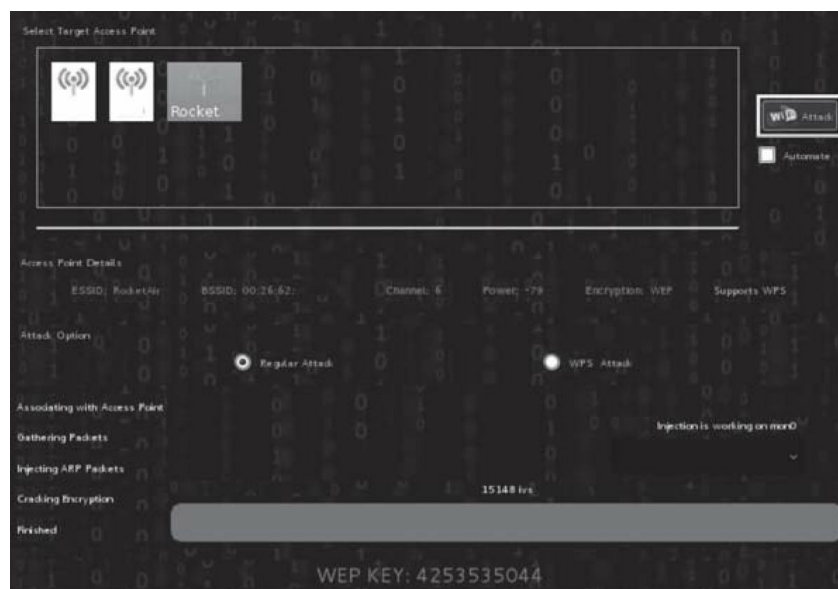 Select Target Access Point
Rocket
WIFI Attack
Automate
Access Point Details
ESSID: RocketAir
BSSID: 00:26:62:
Channel: 6
Power: -79
Encryption: WEP
Supports WPS
Attack Option
Regular Attack
WPS Attack
Associating with Access Point
Gathering Packets
Injection is working on mon0
Injecting ARP Packets
15148 ivs
Cracking Encryption
Finished
WEP KEY: 4253535044